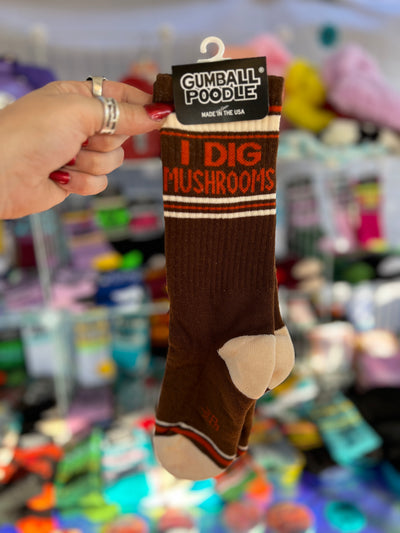 GUMBALL
POODLE
MADE IN THE USA
I DIG
MUSHROOMS